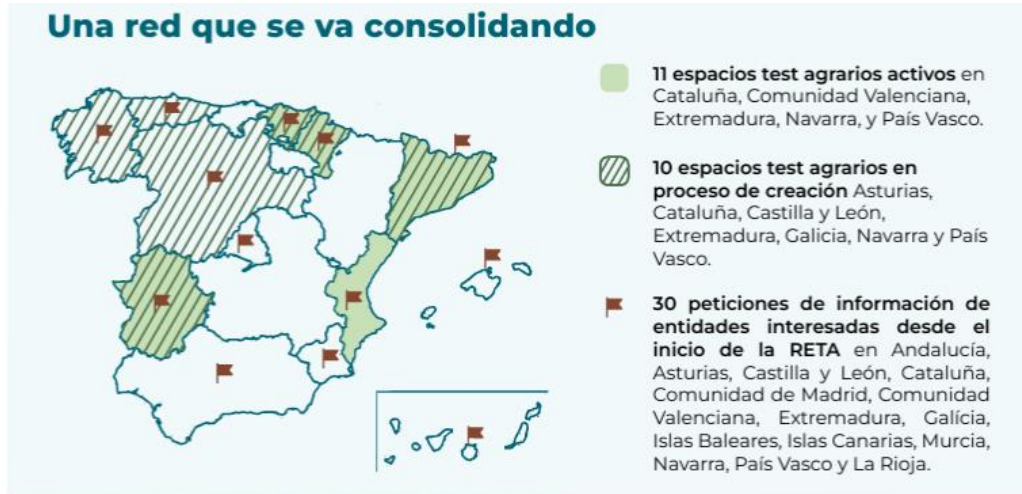 Una red que se va consolidando
11 espacios test agrarios activos en
Cataluña, Comunidad Valenciana,
Extremadura, Navarra, y País Vasco.
10 espacios test agrarios en
proceso de creación Asturias,
Cataluña, Castilla y León,
Extremadura, Galicia, Navarra y País
Vasco.
30 peticiones de información de
entidades interesadas desde el
inicio de la RETA en Andalucía,
Asturias, Castilla y León, Cataluña,
Comunidad de Madrid, Comunidad
Valenciana, Extremadura, Galícia,
Islas Baleares, Islas Canarias, Murcia,
Navarra, País Vasco y La Rioja.